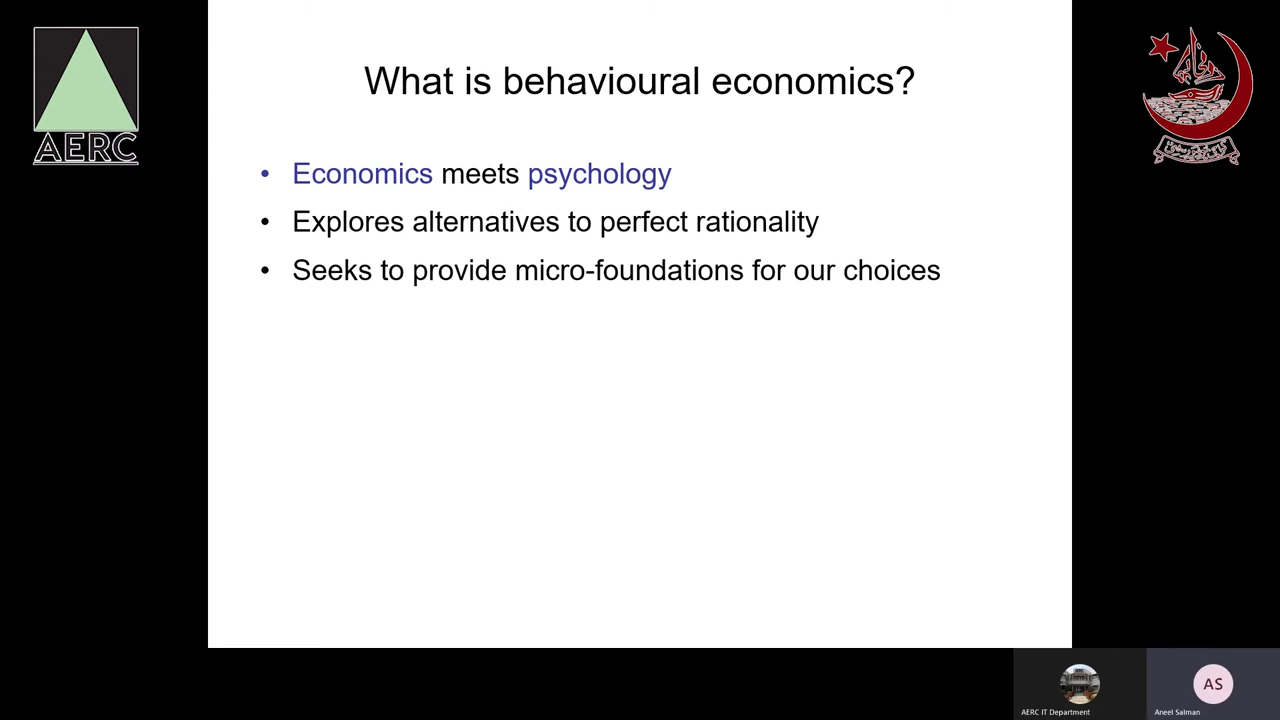 What is behavioural economics?
AERC
• Economics meets psychology
• Explores alternatives to perfect rationality
• Seeks to provide micro-foundations for our choices
AS
AERC IT Department
Aneel Salman